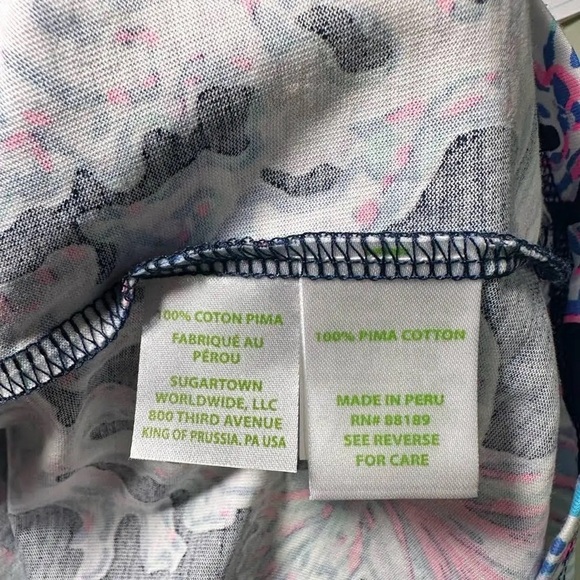 100% COTON PIMA
FABRIQUÉ AU
PÉROU
SUGARTOWN
WORLDWIDE, LLC
800 THIRD AVENUE
KING OF PRUSSIA, PA USA
100% PIMA COTTON
MADE IN PERU
RN# 88189
SEE REVERSE
FOR CARE